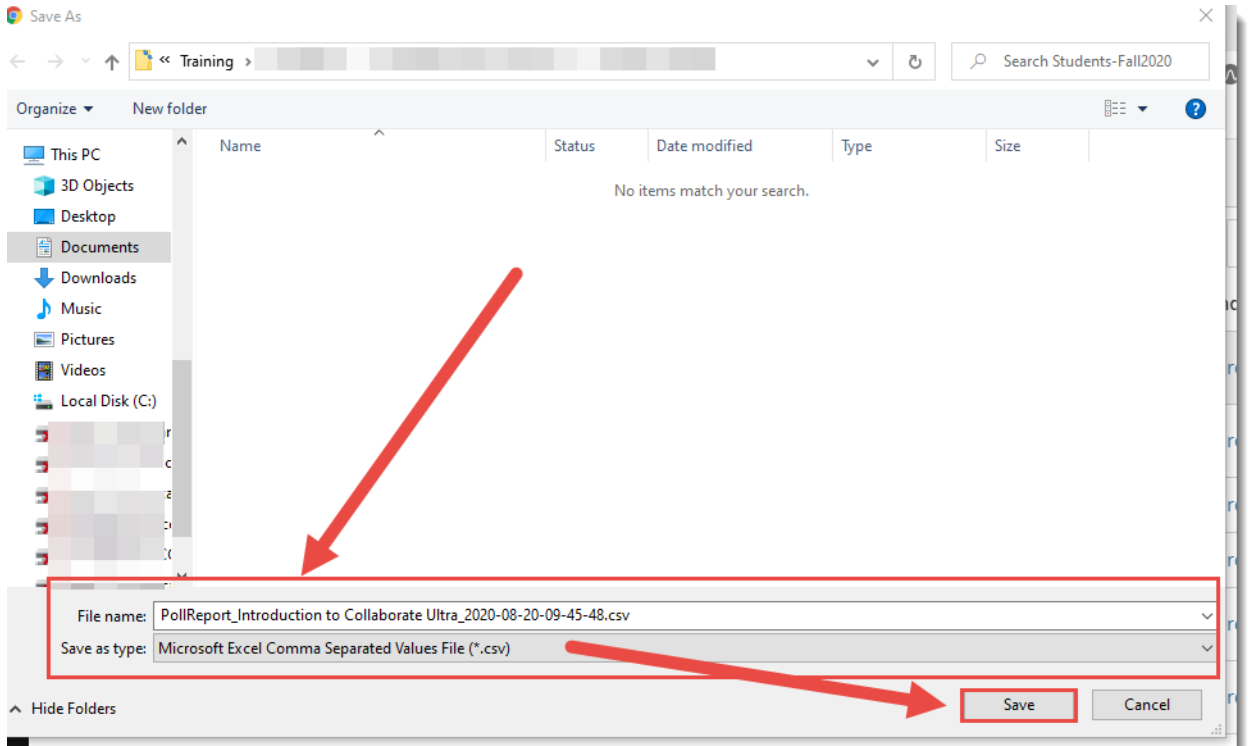 Save As
« Training › Search Students-Fall2020
Organize New folder
Name Status Date modified Type Size
No items match your search.
This PC
3D Objects
Desktop
Documents
Downloads
Music
Pictures
Videos
Local Disk (C:)
File name: PollReport_Introduction to Collaborate Ultra_2020-08-20-09-45-48.csv
Save as type: Microsoft Excel Comma Separated Values File (*.csv)
Hide Folders Save Cancel